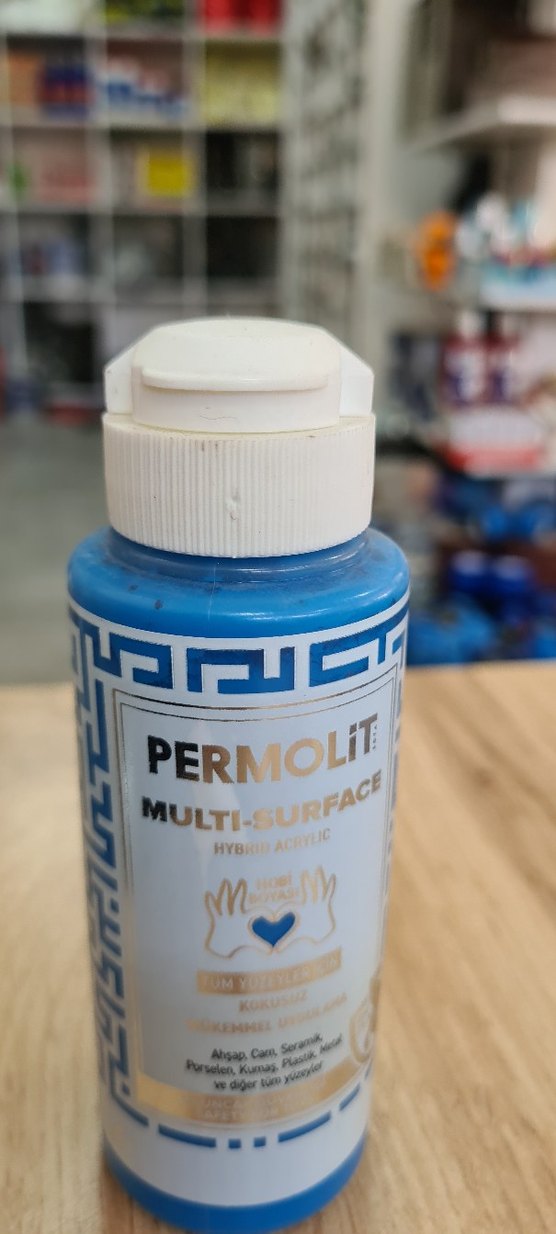 PERMOLiT
MULTI-SURFACE
HYBRID ACRYLIC
HOBİ
BOYASI
TÜM YÜZEYLER İÇİN
KOKUSUZ
MÜKEMMEL UYGULAMA
Ahşap, Cam, Seramik,
Porselen, Kumaş, Plastik, Metal
ve diğer tüm yüzeyler